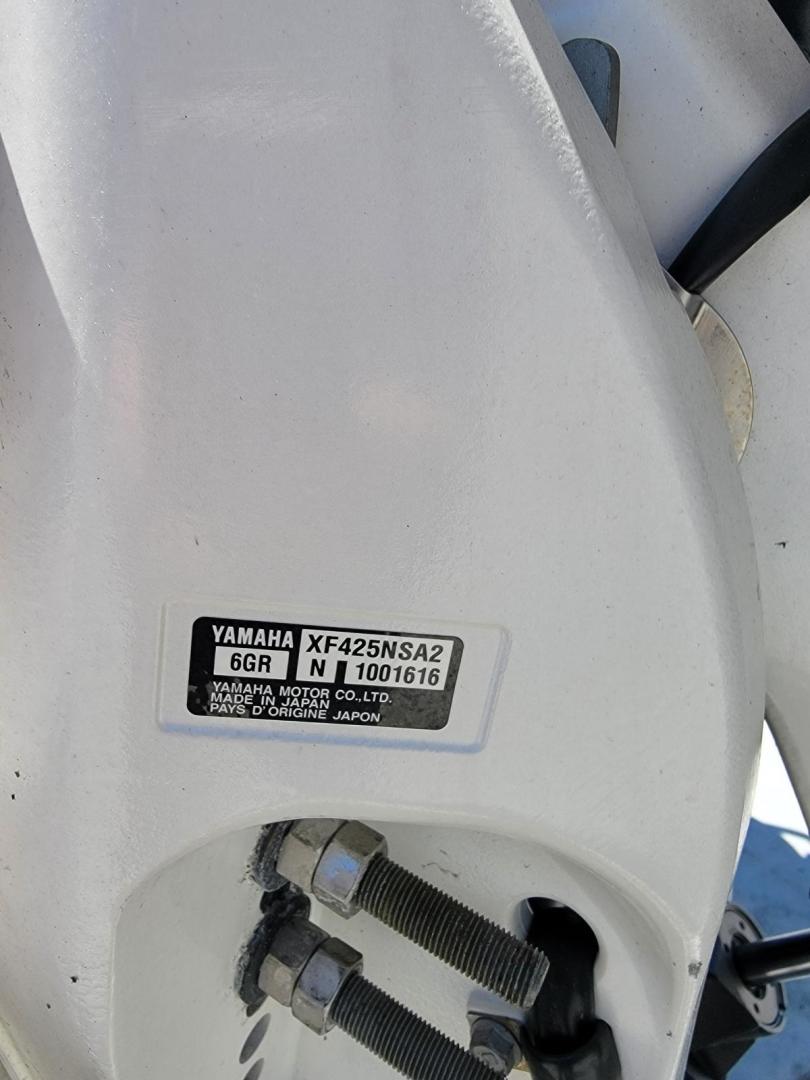 YAMAHA XF425NSA2
6GR N 1001616
YAMAHA MOTOR CO.,LTD.
MADE IN JAPAN
PAYS D'ORIGINE JAPON